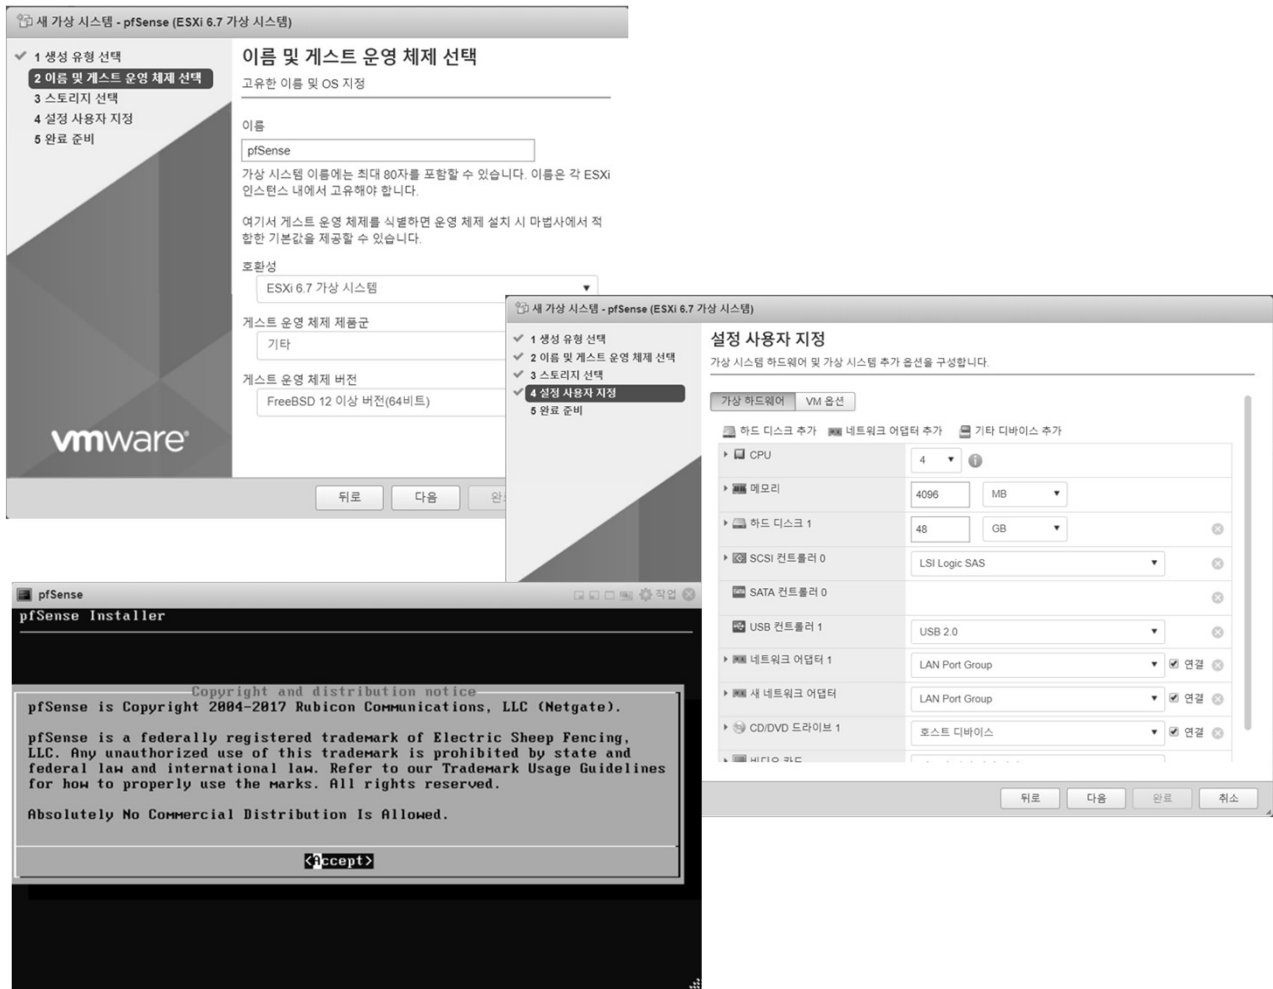 새 가상 시스템 - pfSense (ESXi 6.7 가상 시스템)
1 생성 유형 선택
2 이름 및 게스트 운영 체제 선택
3 스토리지 선택
4 설정 사용자 지정
5 완료 준비
vmware®
이름 및 게스트 운영 체제 선택
고유한 이름 및 OS 지정
이름
pfSense
가상 시스템 이름에는 최대 80자를 포함할 수 있습니다. 이름은 각 ESXi
인스턴스 내에서 고유해야 합니다.
여기서 게스트 운영 체제를 식별하면 운영 체제 설치 시 마법사에서 적
합한 기본값을 제공할 수 있습니다.
호환성
ESXi 6.7 가상 시스템
게스트 운영 체제 제품군
기타
게스트 운영 체제 버전
FreeBSD 12 이상 버전(64비트)
뒤로 다음
새 가상 시스템 - pfSense (ESXi 6.7 가상 시스템)
1 생성 유형 선택
2 이름 및 게스트 운영 체제 선택
3 스토리지 선택
4 설정 사용자 지정
5 완료 준비
설정 사용자 지정
가상 시스템 하드웨어 및 가상 시스템 추가 옵션을 구성합니다.
가상 하드웨어 VM 옵션
하드 디스크 추가 네트워크 어댑터 추가 기타 디바이스 추가
CPU 4
메모리 4096 MB
하드 디스크 1 48 GB
SCSI 컨트롤러 0 LSI Logic SAS
SATA 컨트롤러 0
USB 컨트롤러 1 USB 2.0
네트워크 어댑터 1 LAN Port Group 연결
새 네트워크 어댑터 LAN Port Group 연결
CD/DVD 드라이브 1 호스트 디바이스 연결
뒤로 다음 완료 취소
pfSense 작업
pfSense Installer
Copyright and distribution notice
pfSense is Copyright 2004-2017 Rubicon Communications, LLC (Netgate).
pfSense is a federally registered trademark of Electric Sheep Fencing,
LLC. Any unauthorized use of this trademark is prohibited by state and
federal law and international law. Refer to our Trademark Usage Guidelines
for how to properly use the marks. All rights reserved.
Absolutely No Commercial Distribution Is Allowed.
<Accept>